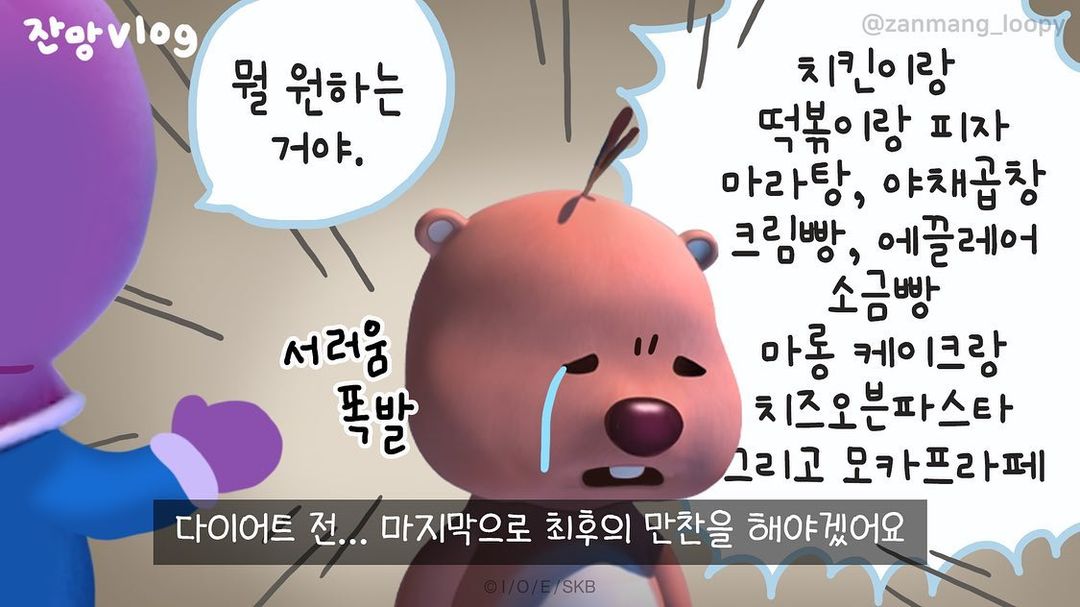 잔망Vlog
@zanmang_loopy
뭘 원하는
거야.
치킨이랑
떡볶이랑 피자
마라탕, 야채곱창
크림빵, 에끌레어
소금빵
마롱 케이크랑
치즈오븐파스타
그리고 모카프라페
서러움
폭발
다이어트 전... 마지막으로 최후의 만찬을 해야겠어요
©I/O/E/SKB